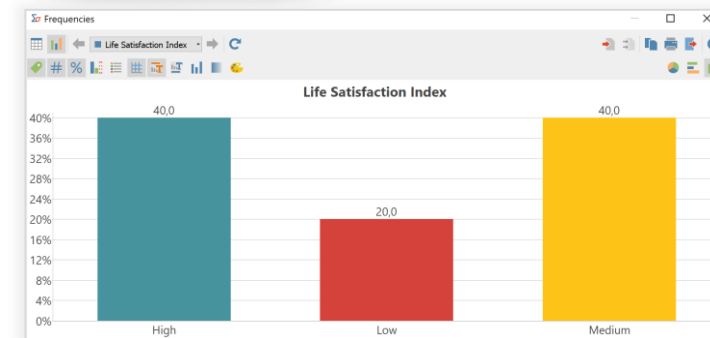 Frequencies
Life Satisfaction Index
Life Satisfaction Index
40,0
40,0
20,0
40%
36%
32%
28%
24%
20%
16%
12%
8%
4%
0%
High
Low
Medium